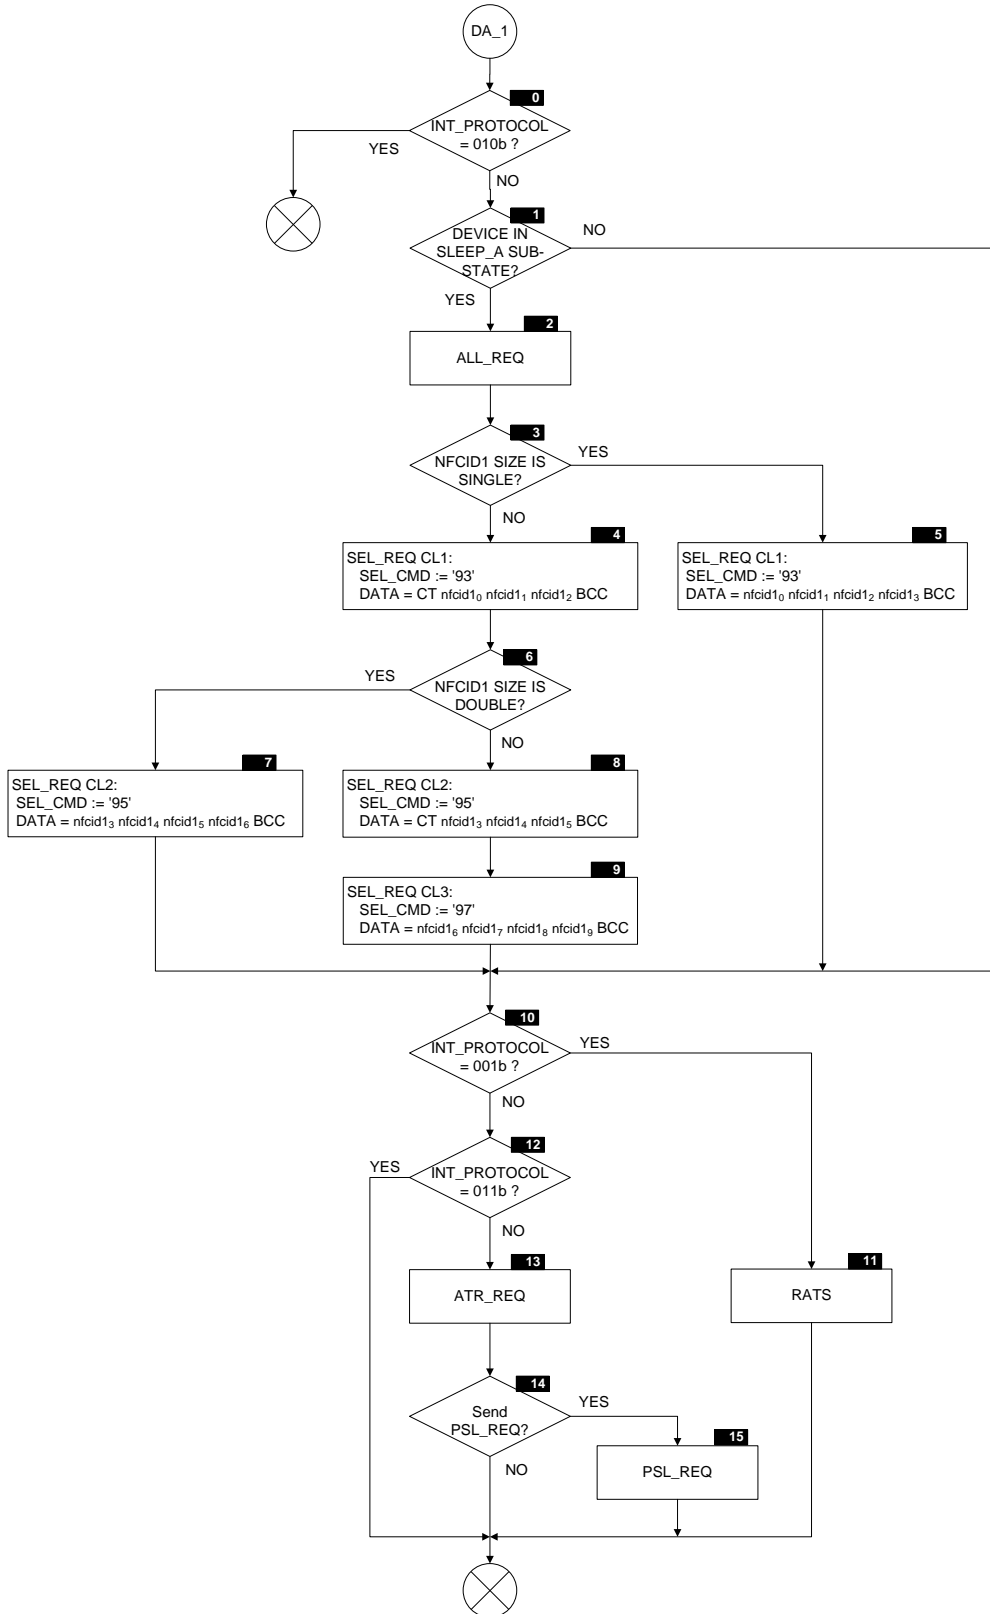 DA_1
0
INT_PROTOCOL
= 010b ?
YES
NO
1
DEVICE IN
SLEEP_A SUB-
STATE?
NO
YES
2
ALL_REQ
3
NFCID1 SIZE IS
SINGLE?
YES
NO
4
SEL_REQ CL1:
SEL_CMD := '93'
DATA = CT nfcid1₀ nfcid1₁ nfcid1₂ BCC
5
SEL_REQ CL1:
SEL_CMD := '93'
DATA = nfcid1₀ nfcid1₁ nfcid1₂ nfcid1₃ BCC
6
NFCID1 SIZE IS
DOUBLE?
YES
NO
7
SEL_REQ CL2:
SEL_CMD := '95'
DATA = nfcid1₃ nfcid1₄ nfcid1₅ nfcid1₆ BCC
8
SEL_REQ CL2:
SEL_CMD := '95'
DATA = CT nfcid1₃ nfcid1₄ nfcid1₅ BCC
9
SEL_REQ CL3:
SEL_CMD := '97'
DATA = nfcid1₆ nfcid1₇ nfcid1₈ nfcid1₉ BCC
10
INT_PROTOCOL
= 001b ?
YES
NO
12
INT_PROTOCOL
= 011b ?
YES
NO
13
ATR_REQ
11
RATS
14
Send
PSL_REQ?
YES
NO
15
PSL_REQ